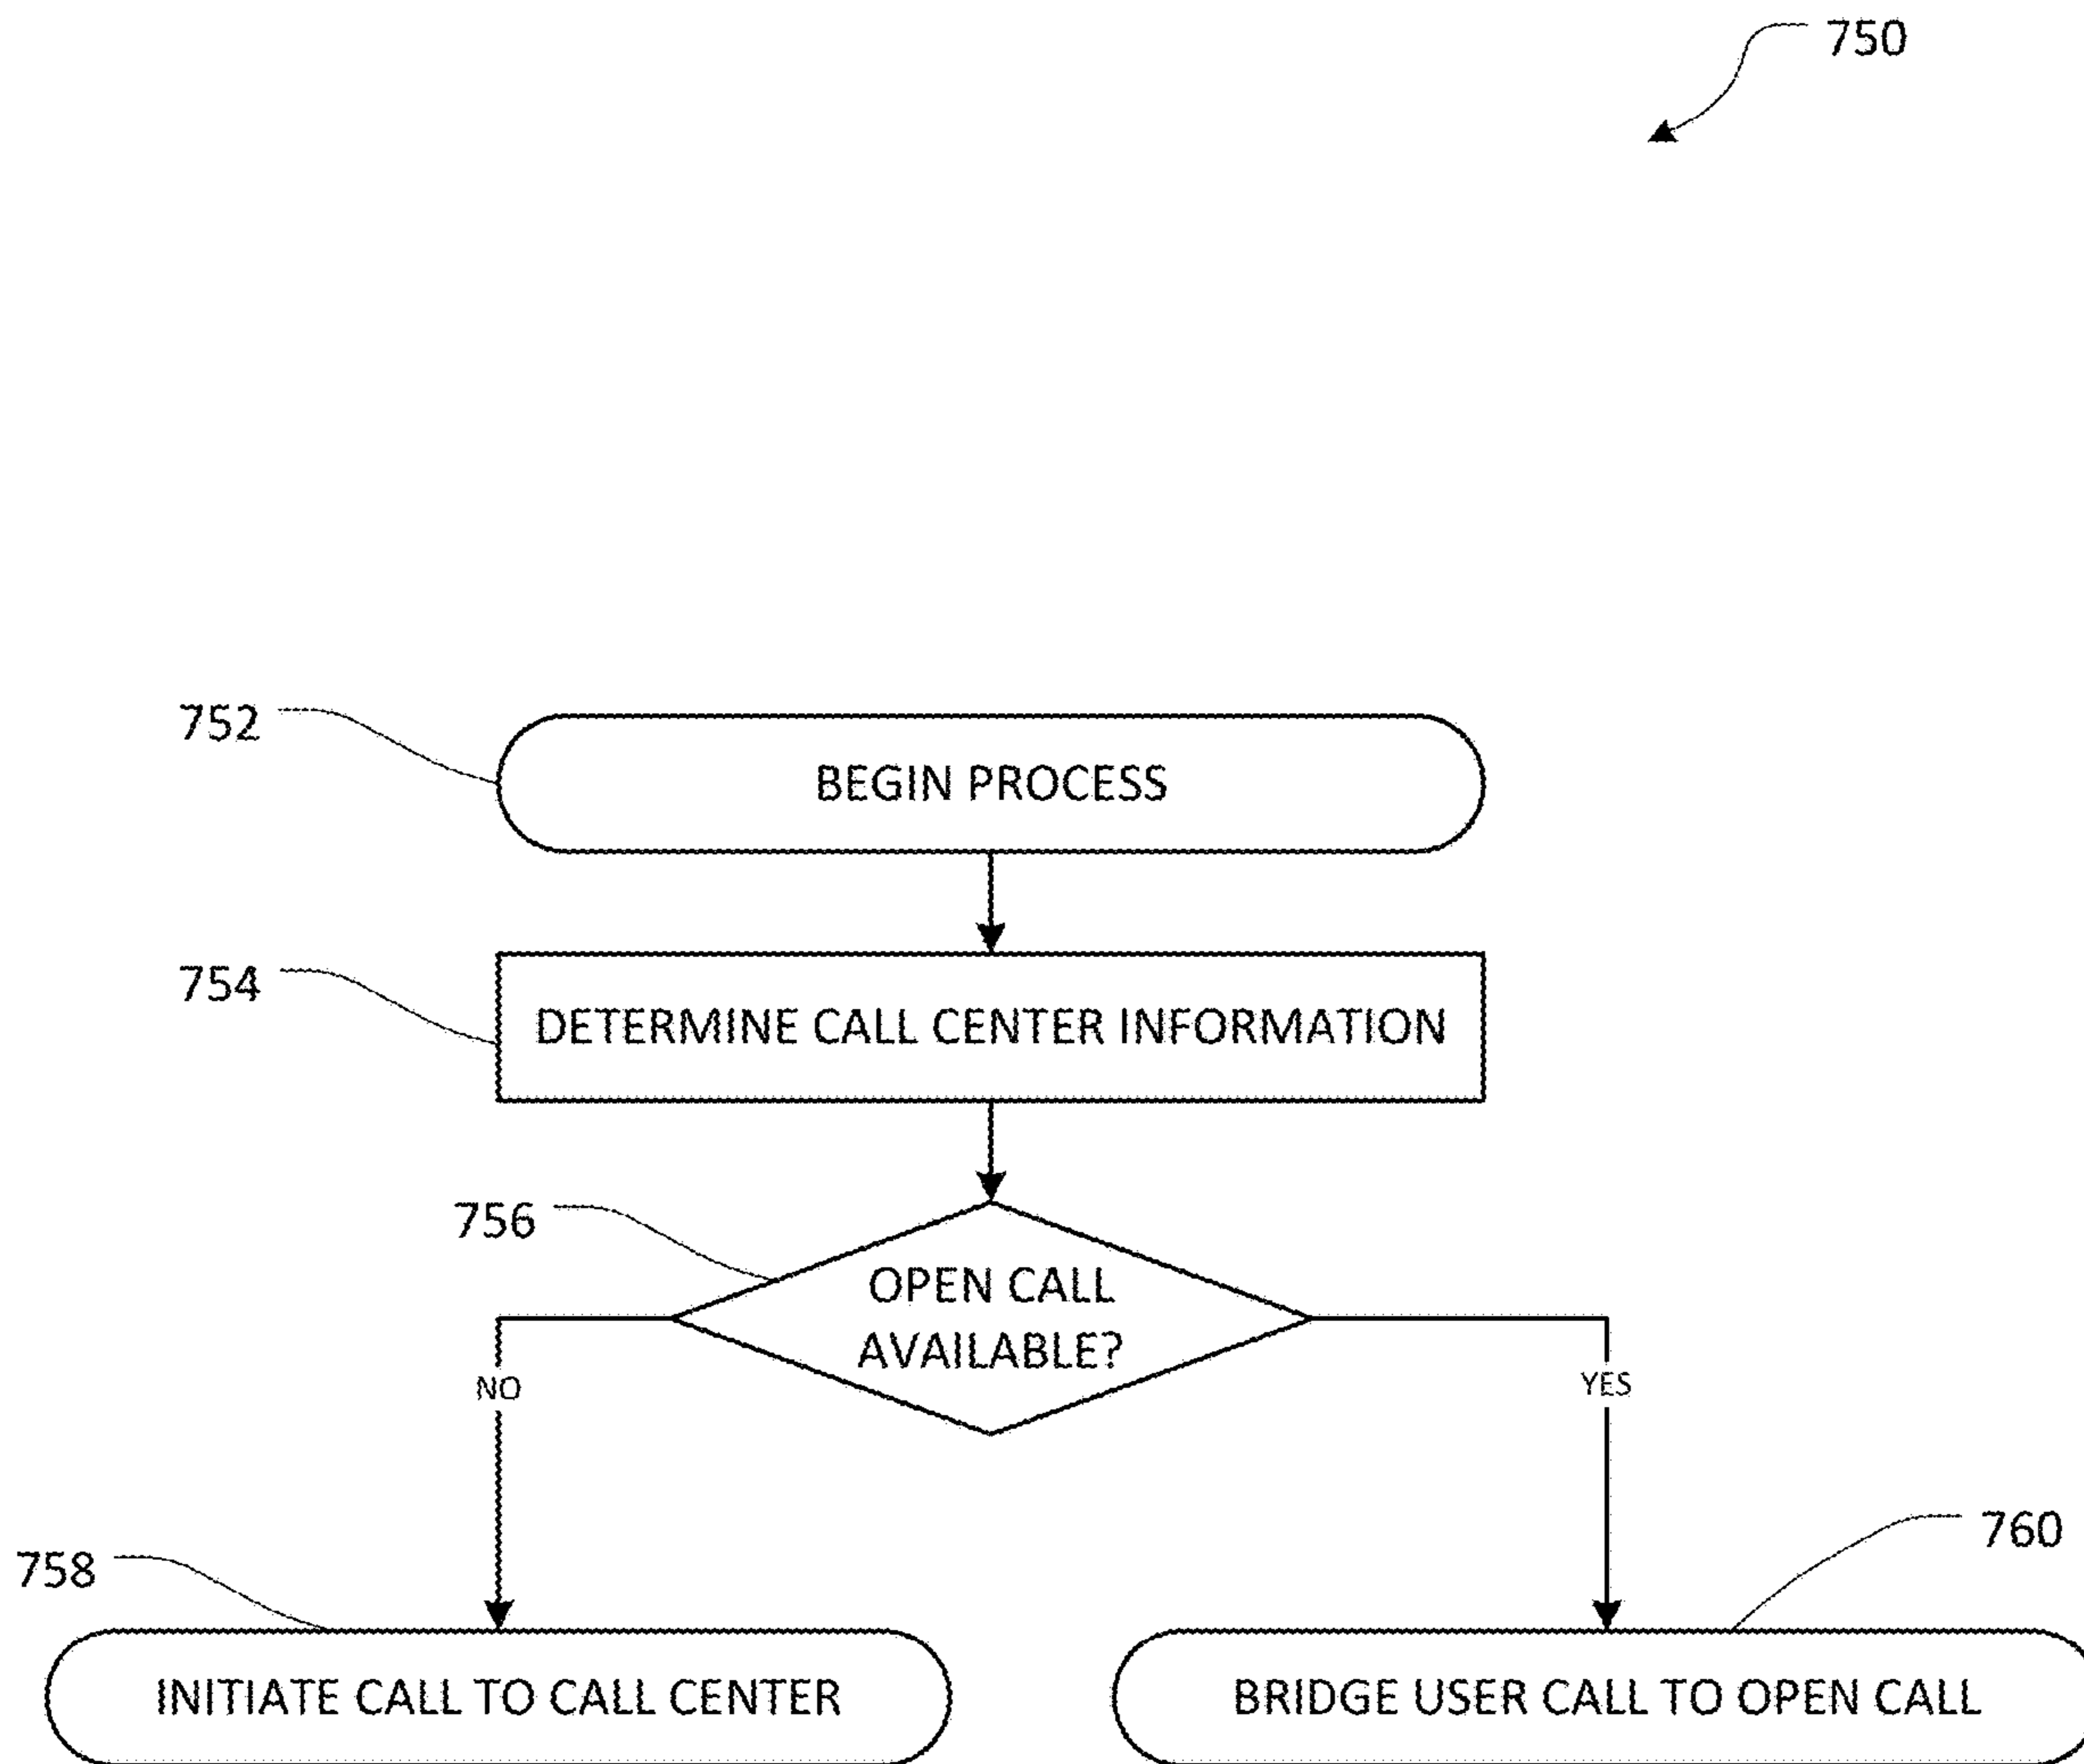 750
752
BEGIN PROCESS
754
DETERMINE CALL CENTER INFORMATION
756
OPEN CALL
AVAILABLE?
NO
YES
758
760
INITIATE CALL TO CALL CENTER
BRIDGE USER CALL TO OPEN CALL